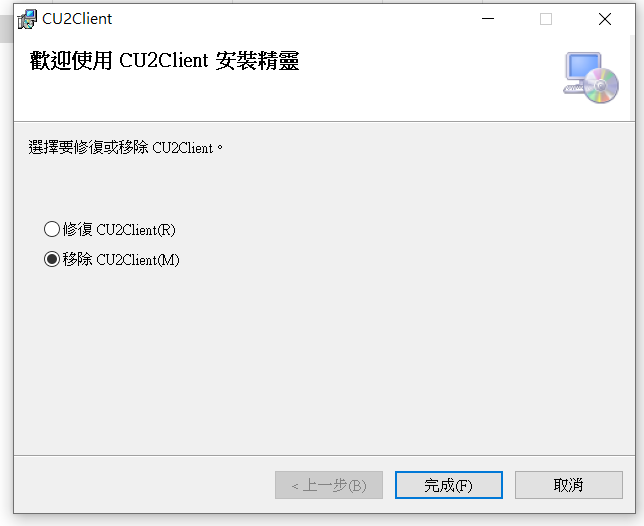 CU2Client
歡迎使用 CU2Client 安裝精靈
選擇要修復或移除 CU2Client。
修復 CU2Client(R)
移除 CU2Client(M)
< 上一步(B)
完成(F)
取消